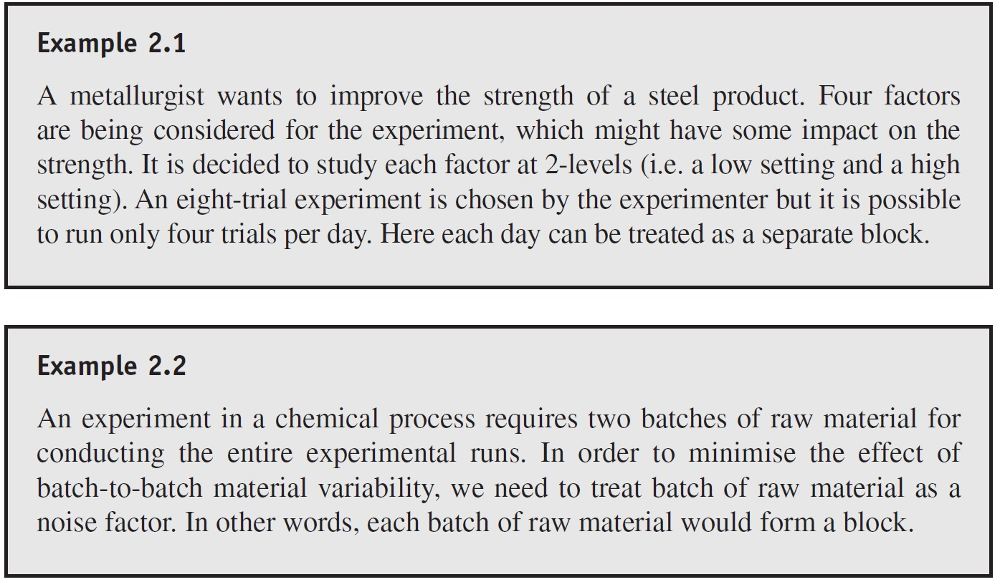 Example 2.1
A metallurgist wants to improve the strength of a steel product. Four factors
are being considered for the experiment, which might have some impact on the
strength. It is decided to study each factor at 2-levels (i.e. a low setting and a high
setting). An eight-trial experiment is chosen by the experimenter but it is possible
to run only four trials per day. Here each day can be treated as a separate block.
Example 2.2
An experiment in a chemical process requires two batches of raw material for
conducting the entire experimental runs. In order to minimise the effect of
batch-to-batch material variability, we need to treat batch of raw material as a
noise factor. In other words, each batch of raw material would form a block.